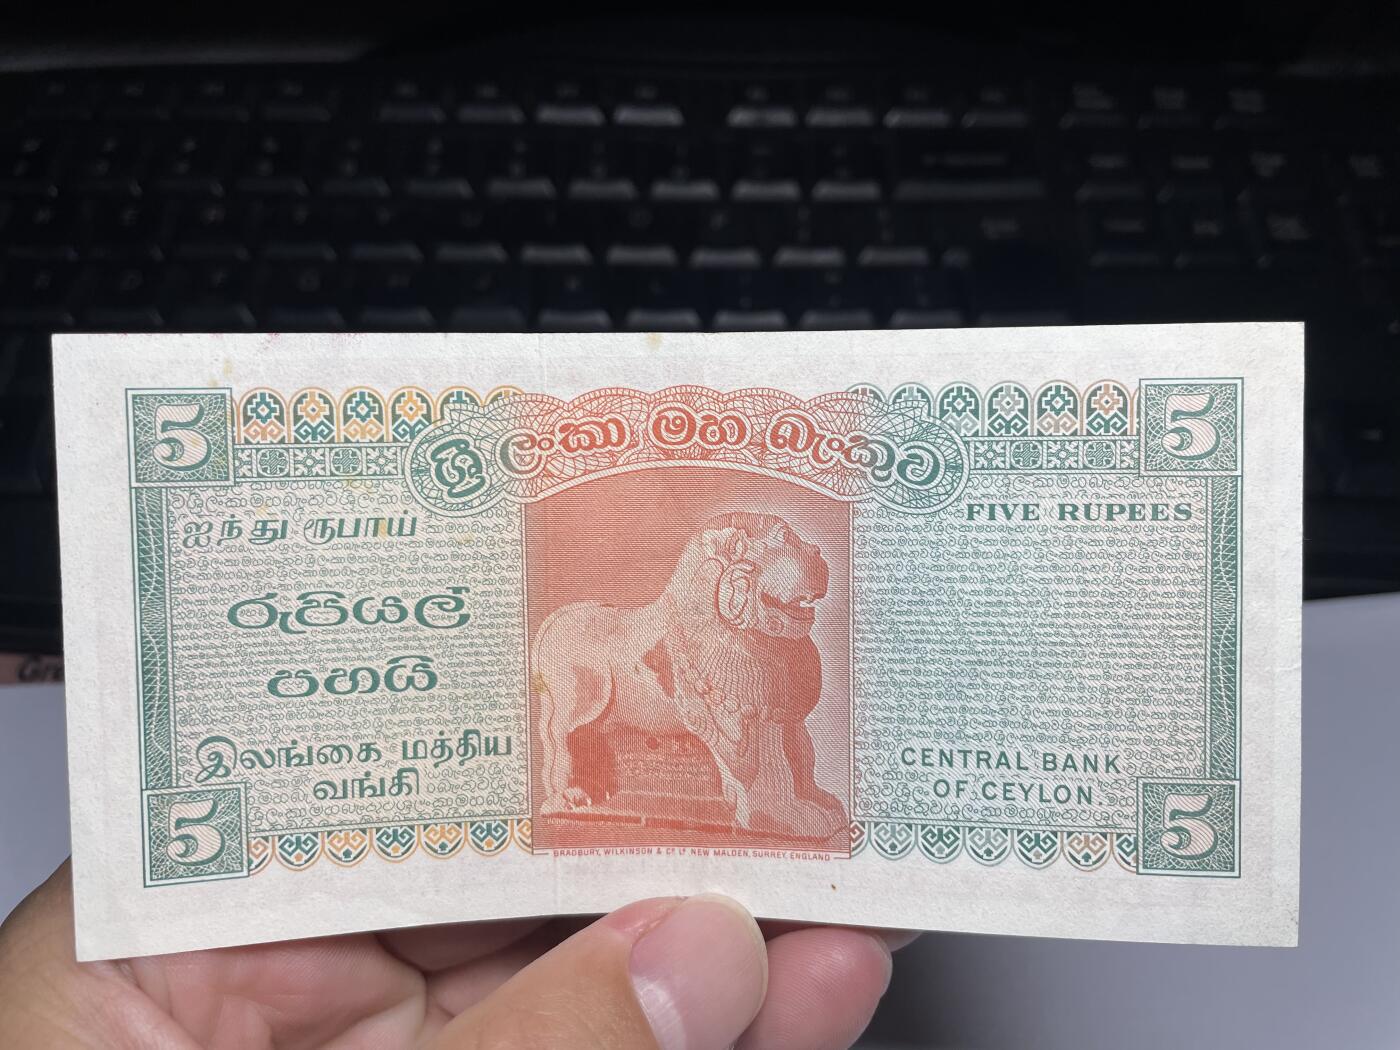 5
5
ශ්‍රී ලංකා මහ බැංකුව
ஐந்து ரூபாய்
FIVE RUPEES
රුපියල්
පහයි
இலங்கை மத்திய
வங்கி
CENTRAL BANK
OF CEYLON.
5
5
BRADBURY, WILKINSON & Cº. Lᵈ. NEW MALDEN, SURREY, ENGLAND